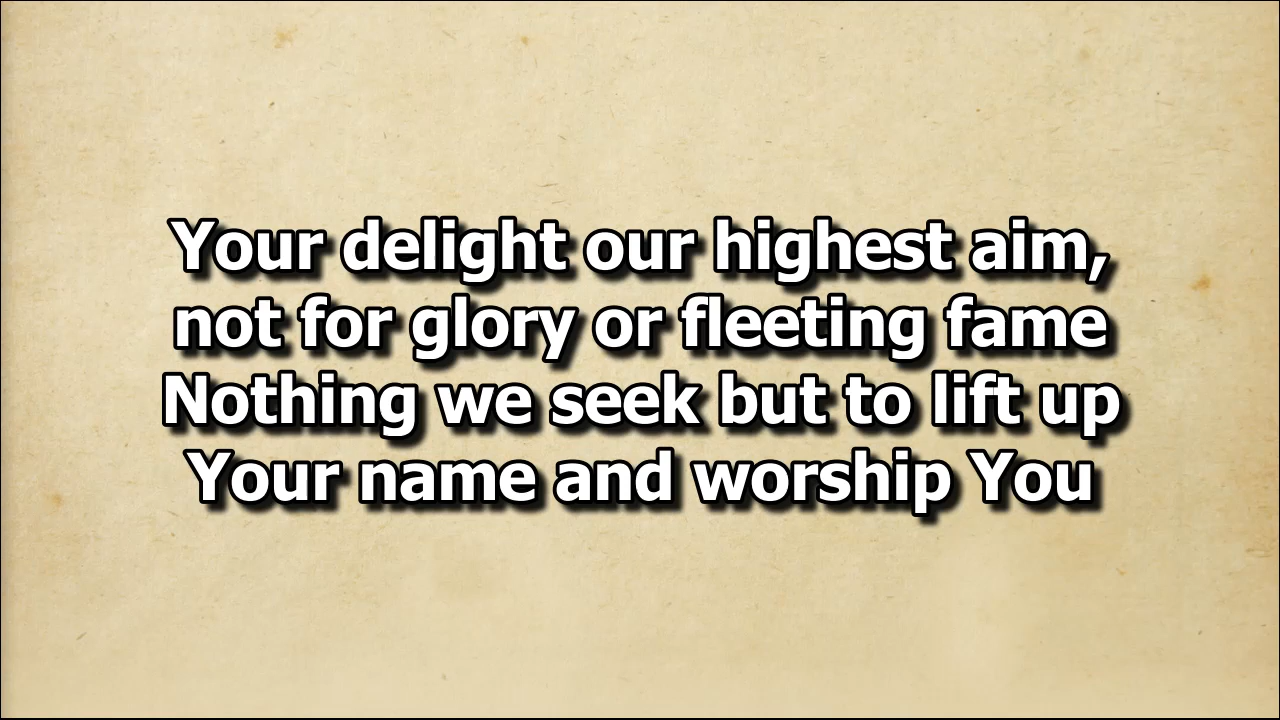 Your delight our highest aim,
not for glory or fleeting fame
Nothing we seek but to lift up
Your name and worship You